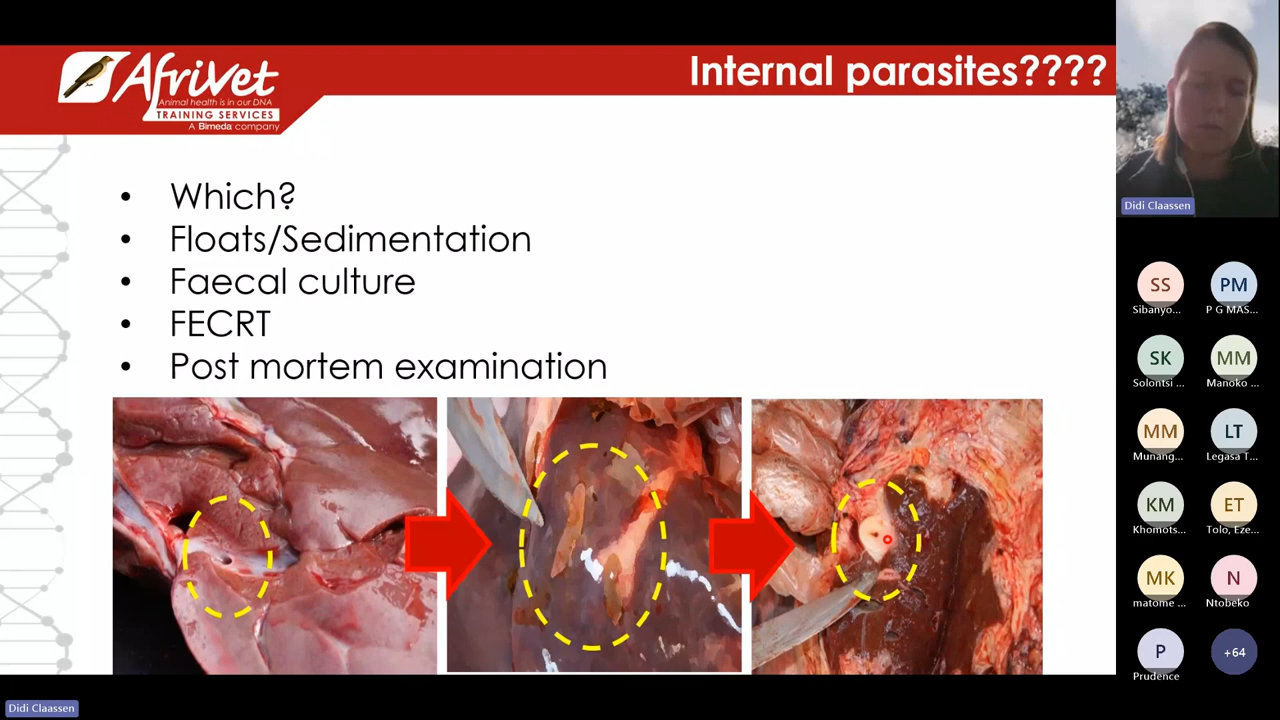 AfriVet
Animal health is in our DNA
TRAINING SERVICES
A Bimeda company
Internal parasites????
• Which?
• Floats/Sedimentation
• Faecal culture
• FECRT
• Post mortem examination
Didi Claassen
SS
Sibanyo...
PM
P G MAS...
SK
Solontsi ...
MM
Manoko ...
MM
Munang...
LT
Legasa T...
KM
Khomots...
ET
Tolo, Eze...
MK
matome ...
N
Ntobeko
P
Prudence
+64
Didi Claassen